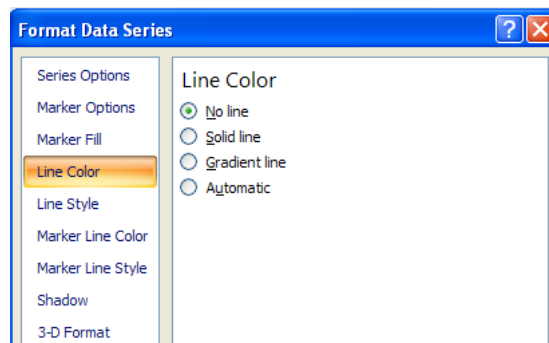 Format Data Series
Series Options
Marker Options
Marker Fill
Line Color
Line Style
Marker Line Color
Marker Line Style
Shadow
3-D Format
Line Color
No line
Solid line
Gradient line
Automatic